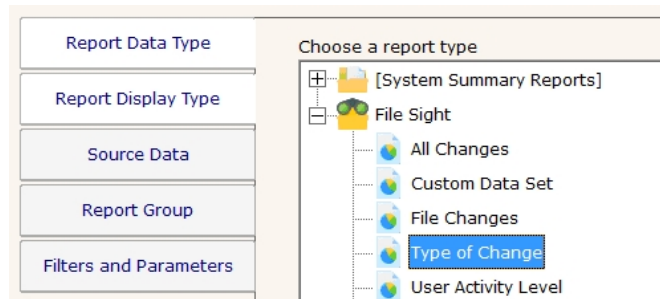 Report Data Type
Report Display Type
Source Data
Report Group
Filters and Parameters
Choose a report type
[System Summary Reports]
File Sight
All Changes
Custom Data Set
File Changes
Type of Change
User Activity Level